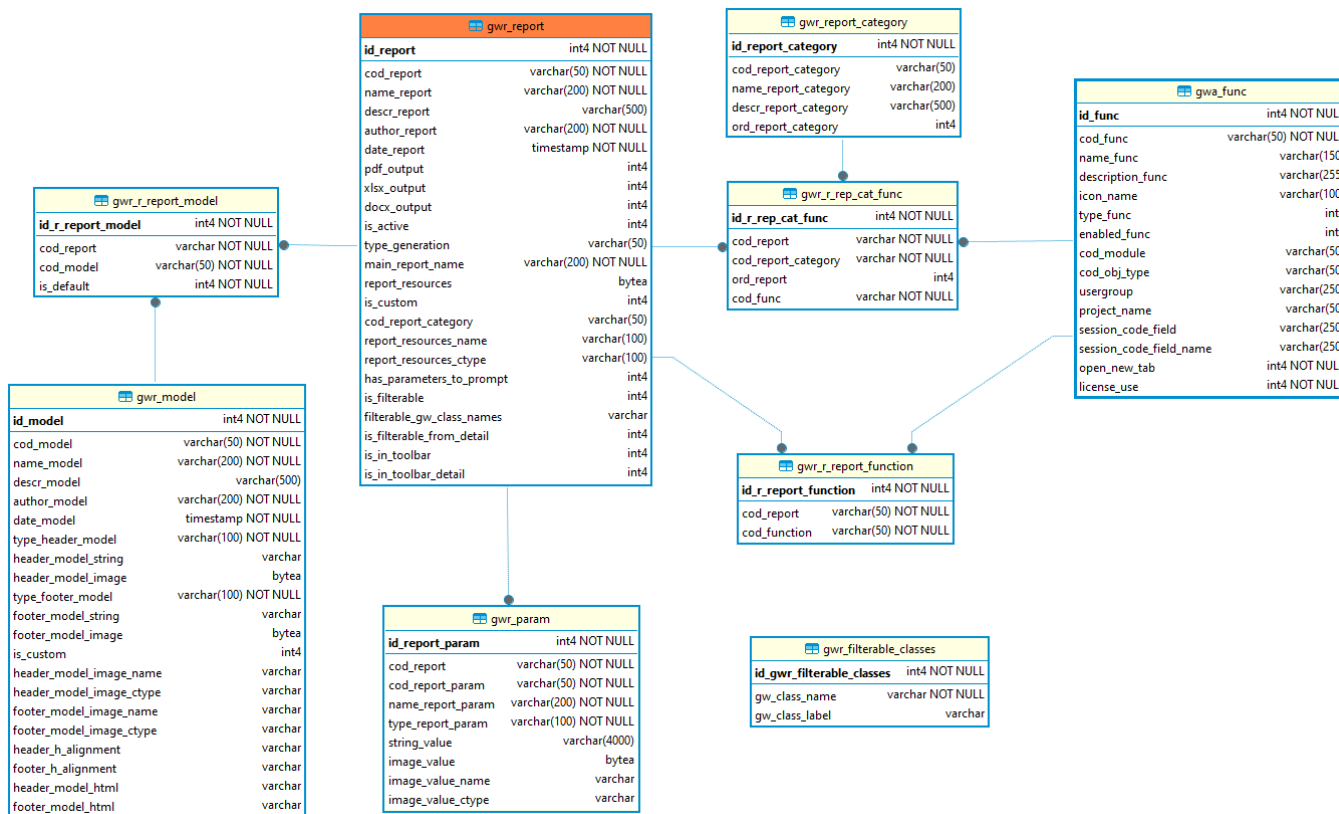 gwr_report
id_report int4 NOT NULL
cod_report varchar(50) NOT NULL
name_report varchar(200) NOT NULL
descr_report varchar(500)
author_report varchar(200) NOT NULL
date_report timestamp NOT NULL
pdf_output int4
xlsx_output int4
docx_output int4
is_active int4
type_generation varchar(50)
main_report_name varchar(200) NOT NULL
report_resources bytea
is_custom int4
cod_report_category varchar(50)
report_resources_name varchar(100)
report_resources_ctype varchar(100)
has_parameters_to_prompt int4
is_filterable int4
filterable_gw_class_names varchar
is_filterable_from_detail int4
is_in_toolbar int4
is_in_toolbar_detail int4
gwr_report_category
id_report_category int4 NOT NULL
cod_report_category varchar(50)
name_report_category varchar(200)
descr_report_category varchar(500)
ord_report_category int4
gwa_func
id_func int4 NOT NUL
cod_func varchar(50) NOT NUL
name_func varchar(150
description_func varchar(255
icon_name varchar(100
type_func int
enabled_func int
cod_module varchar(50
cod_obj_type varchar(50
usergroup varchar(250
project_name varchar(50
session_code_field varchar(250
session_code_field_name varchar(250
open_new_tab int4 NOT NUL
license_use int4 NOT NUL
gwr_r_report_model
id_r_report_model int4 NOT NULL
cod_report varchar NOT NULL
cod_model varchar(50) NOT NULL
is_default int4 NOT NULL
gwr_r_rep_cat_func
id_r_rep_cat_func int4 NOT NULL
cod_report varchar NOT NULL
cod_report_category varchar NOT NULL
ord_report int4
cod_func varchar NOT NULL
gwr_model
id_model int4 NOT NULL
cod_model varchar(50) NOT NULL
name_model varchar(200) NOT NULL
descr_model varchar(500)
author_model varchar(200) NOT NULL
date_model timestamp NOT NULL
type_header_model varchar(100) NOT NULL
header_model_string varchar
header_model_image bytea
type_footer_model varchar(100) NOT NULL
footer_model_string varchar
footer_model_image bytea
is_custom int4
header_model_image_name varchar
header_model_image_ctype varchar
footer_model_image_name varchar
footer_model_image_ctype varchar
header_h_alignment varchar
footer_h_alignment varchar
header_model_html varchar
footer_model_html varchar
gwr_r_report_function
id_r_report_function int4 NOT NULL
cod_report varchar(50) NOT NULL
cod_function varchar(50) NOT NULL
gwr_param
id_report_param int4 NOT NULL
cod_report varchar(50) NOT NULL
cod_report_param varchar(50) NOT NULL
name_report_param varchar(200) NOT NULL
type_report_param varchar(100) NOT NULL
string_value varchar(4000)
image_value bytea
image_value_name varchar
image_value_ctype varchar
gwr_filterable_classes
id_gwr_filterable_classes int4 NOT NULL
gw_class_name varchar NOT NULL
gw_class_label varchar